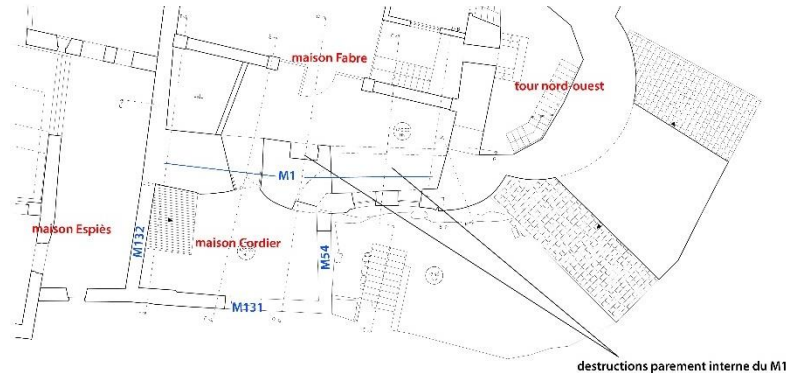 maison Fabre
tour nord-ouest
M1
maison Espiès
M132
maison Cordier
M54
M131
destructions parement interne du M1